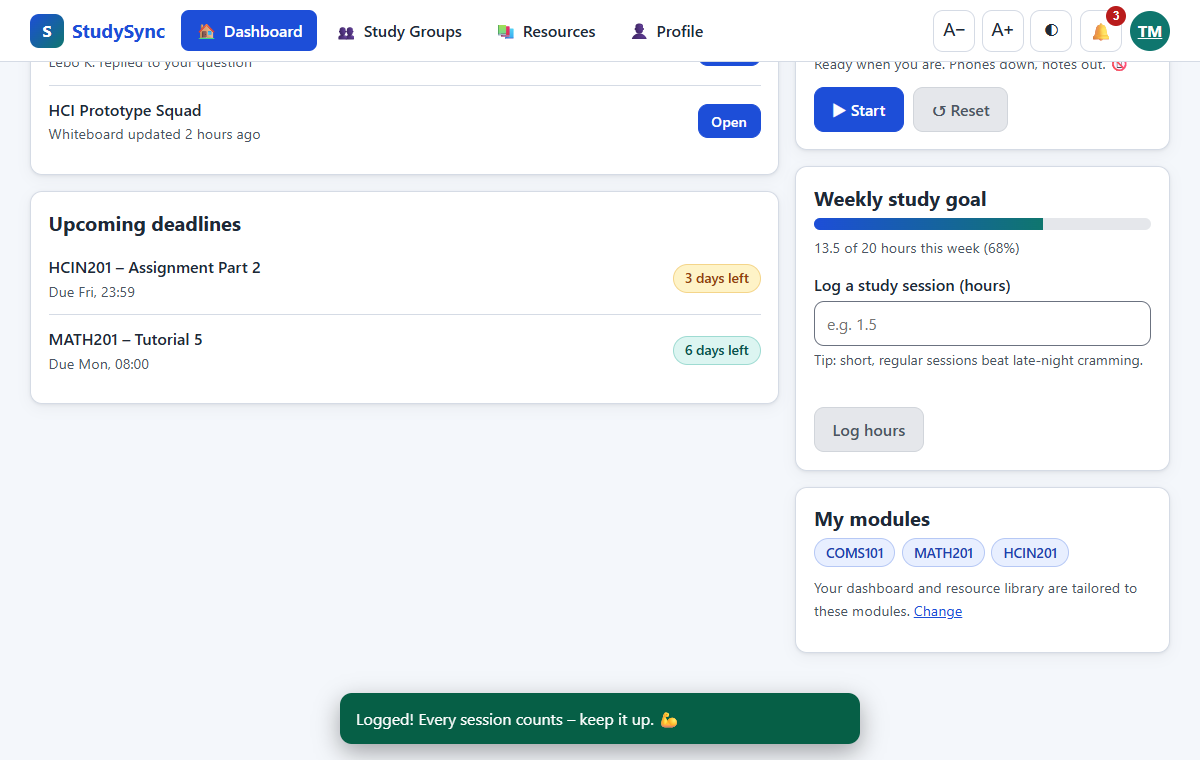 S StudySync Dashboard Study Groups Resources Profile A− A+ 3 TM
Lebo K. replied to your question
HCI Prototype Squad
Whiteboard updated 2 hours ago
Open
Upcoming deadlines
HCIN201 – Assignment Part 2
Due Fri, 23:59
3 days left
MATH201 – Tutorial 5
Due Mon, 08:00
6 days left
Ready when you are. Phones down, notes out.
▶ Start ↺ Reset
Weekly study goal
13.5 of 20 hours this week (68%)
Log a study session (hours)
e.g. 1.5
Tip: short, regular sessions beat late-night cramming.
Log hours
My modules
COMS101 MATH201 HCIN201
Your dashboard and resource library are tailored to
these modules. Change
Logged! Every session counts – keep it up. 💪